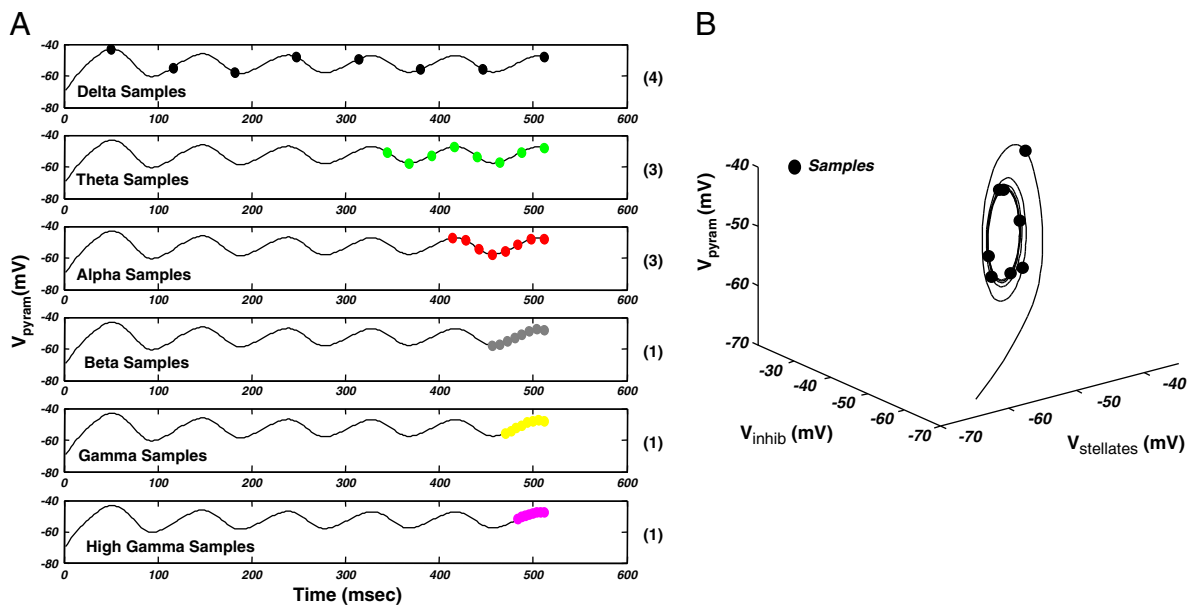 A
-40
-60
-80
Delta Samples
(4)
0 100 200 300 400 500 600
-40
-60
-80
Theta Samples
(3)
0 100 200 300 400 500 600
-40
-60
-80
Alpha Samples
(3)
0 100 200 300 400 500 600
-40
-60
-80
Beta Samples
(1)
0 100 200 300 400 500 600
-40
-60
-80
Gamma Samples
(1)
0 100 200 300 400 500 600
-40
-60
-80
High Gamma Samples
(1)
0 100 200 300 400 500 600
Vpyram(mV)
Time (msec)
B
Samples
-40
-50
-60
-70
Vpyram (mV)
-30
-40
-50
-60
-70
Vinhib (mV)
-70
-60
-50
-40
Vstellates (mV)